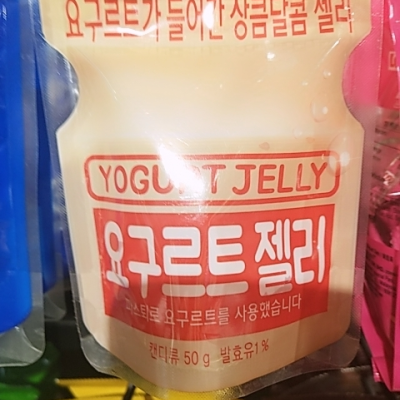 요구르트가 들어간 상큼달콤 젤리
YOGURT JELLY
요구르트 젤리
요구르트를 사용했습니다
캔디류 50 g 발효유1%